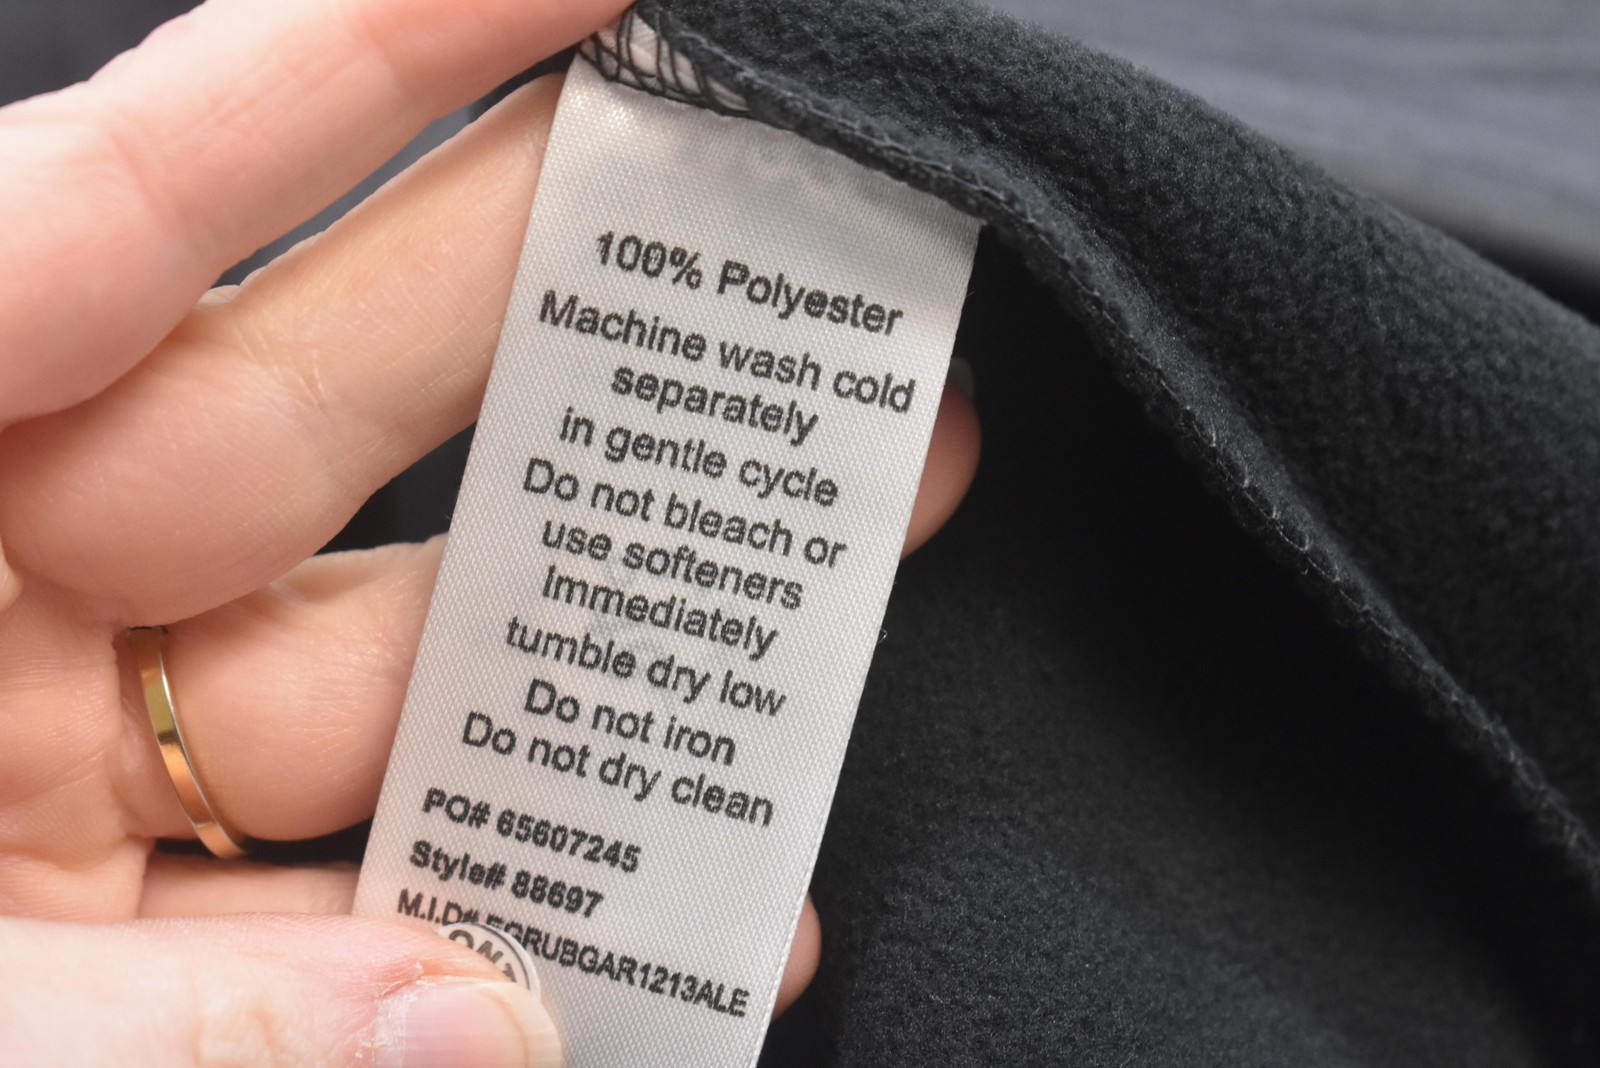 100% Polyester
Machine wash cold
separately
in gentle cycle
Do not bleach or
use softeners
Immediately
tumble dry low
Do not iron
Do not dry clean
PO# 65607245
Style# 88697
M.I.D# EGRUBGAR1213ALE